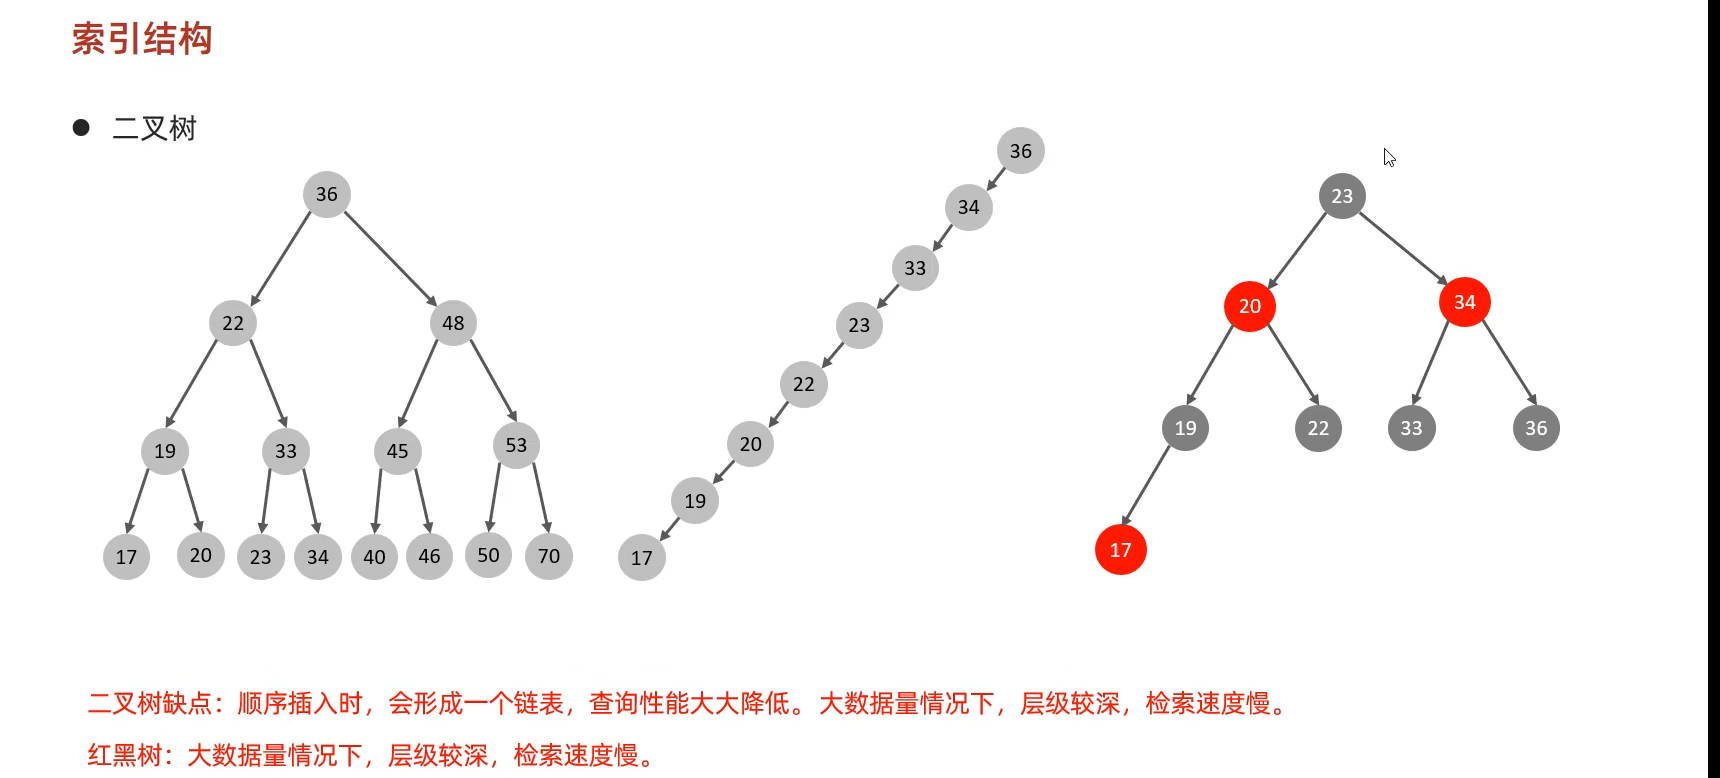 索引结构
● 二叉树
36
22 48
19 33 45 53
17 20 23 34 40 46 50 70
36
34
33
23
22
20
19
17
23
20 34
19 22 33 36
17
二叉树缺点：顺序插入时，会形成一个链表，查询性能大大降低。大数据量情况下，层级较深，检索速度慢。
红黑树：大数据量情况下，层级较深，检索速度慢。